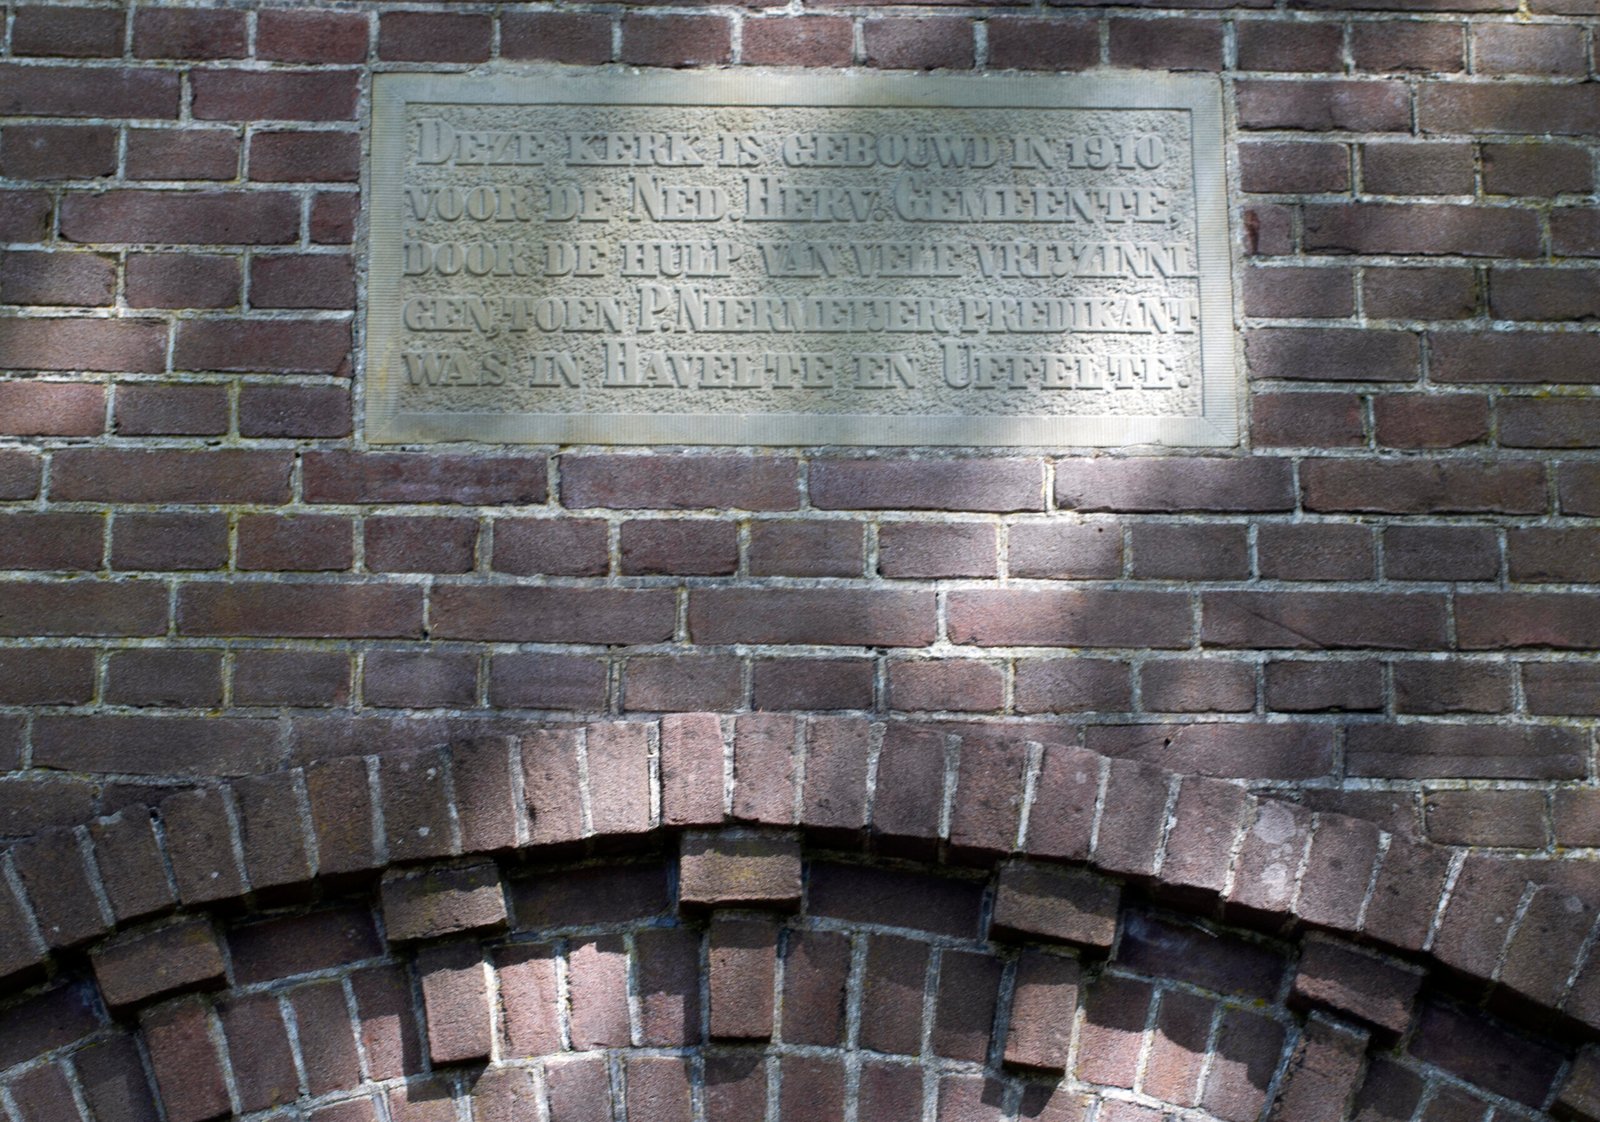 Deze kerk is gebouwd in 1910
voor de Ned. Herv. Gemeente,
door de hulp van vele vrijzinni
gen, toen P. Niermeijer predikant
was in Havelte en Uffelte.